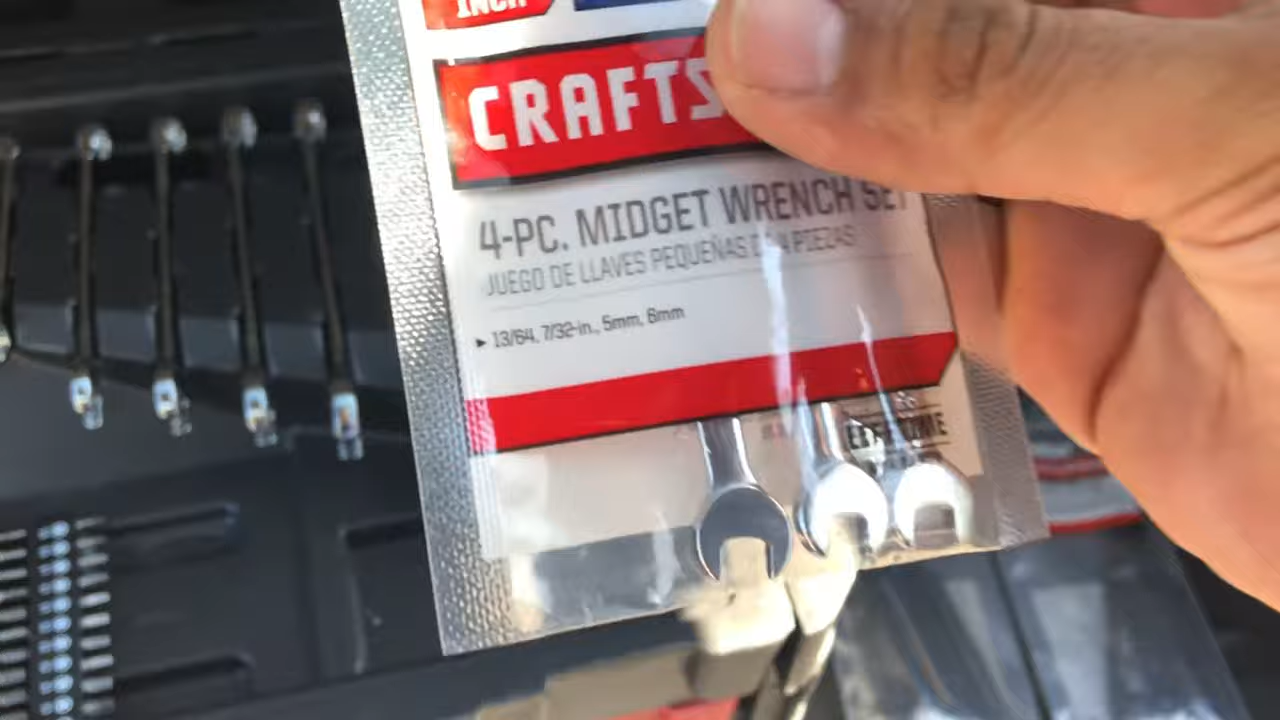 INCH
CRAFTS
4-PC. MIDGET WRENCH SET
JUEGO DE LLAVES PEQUEÑAS DE 4 PIEZAS
▸ 13/64, 7/32-in., 5mm, 6mm